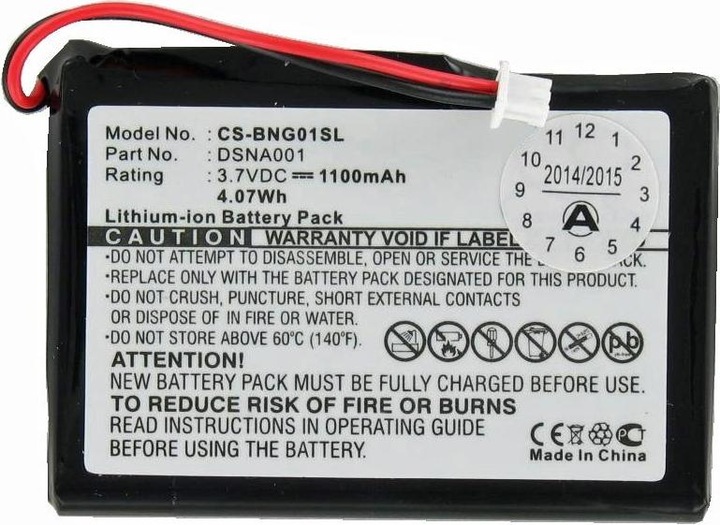 Model No. : CS-BNG01SL
Part No. : DSNA001
Rating : 3.7VDC ⎓ 1100mAh
4.07Wh
Lithium-ion Battery Pack
CAUTION WARRANTY VOID IF LABEL
•DO NOT ATTEMPT TO DISASSEMBLE, OPEN OR SERVICE THE PACK.
•REPLACE WITH THE BATTERY PACK DESIGNATED FOR THIS PRODUCT.
•DO NOT CRUSH, PUNCTURE, SHORT EXTERNAL CONTACTS
OR DISPOSE OF IN FIRE.
•DO NOT STORE ABOVE 60°C (140°F).
ATTENTION!
NEW BATTERY PACK MUST BE FULLY CHARGED BEFORE USE
TO REDUCE RISK OF FIRE OR BURNS
READ INSTRUCTIONS IN OPERATING GUIDE
BEFORE USING THE BATTERY.
Pb
CE PCT
Made In China
11 12 1
10 2
2014/2015
9 3
8 A 4
7 6 5